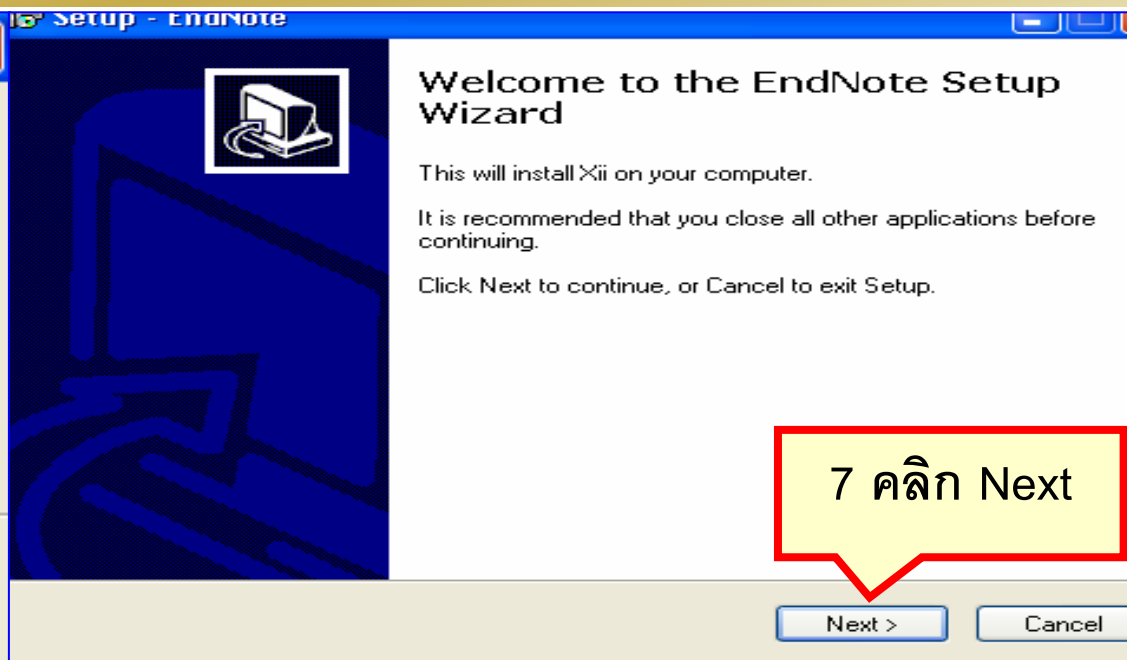 Setup - EndNote
Welcome to the EndNote Setup
Wizard
This will install Xii on your computer.
It is recommended that you close all other applications before
continuing.
Click Next to continue, or Cancel to exit Setup.
7 คลิก Next
Next >
Cancel